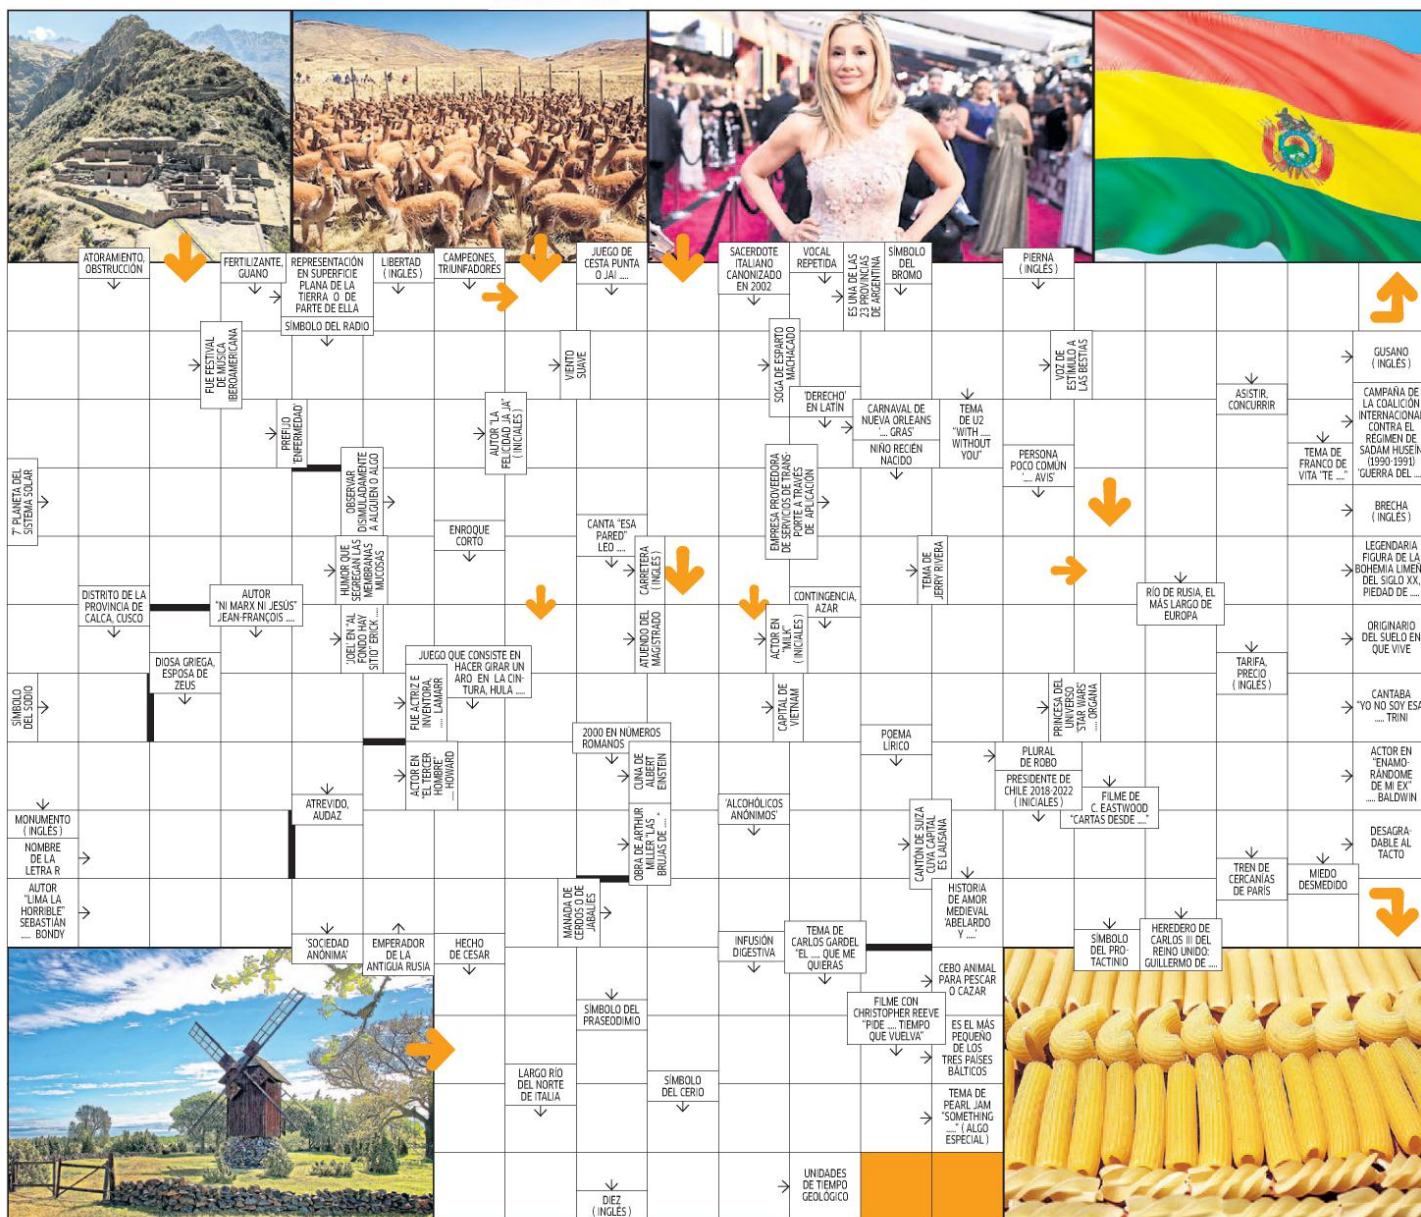 ATORAMIENTO,
OBSTRUCCIÓN
FERTILIZANTE,
GUANO
REPRESENTACIÓN
EN SUPERFICIE
PLANA DE LA
TIERRA O DE
PARTE DE ELLA
SÍMBOLO DEL RADIO
LIBERTAD
( INGLÉS )
CAMPEONES,
TRIUNFADORES
JUEGO DE
CESTA PUNTA
O JAI ....
SACERDOTE
ITALIANO
CANONIZADO
EN 2002
VOCAL
REPETIDA
ES UNA DE LAS
23 PROVINCIAS
DE ARGENTINA
SÍMBOLO
DEL
BROMO
PIERNA
( INGLÉS )
FUE FESTIVAL
DE MÚSICA
IBEROAMERICANA
VIENTO
SUAVE
SOGA DE ESPARTO
MACHACADO
VOZ DE
ESTÍMULO A
LAS BESTIAS
GUSANO
( INGLÉS )
PREFIJO
'ENFERMEDAD'
AUTOR "LA
FELICIDAD JA JA"
( INICIALES )
'DERECHO'
EN LATÍN
CARNAVAL DE
NUEVA ORLEANS
'.... GRAS'
NIÑO RECIÉN
NACIDO
TEMA
DE U2
"WITH ....
WITHOUT
YOU"
ASISTIR,
CONCURRIR
CAMPAÑA DE
LA COALICIÓN
INTERNACIONAL
CONTRA EL
RÉGIMEN DE
SADAM HUSEÍN
(1990-1991)
'GUERRA DEL ....'
PERSONA
POCO COMÚN
'.... AVIS'
TEMA DE
FRANCO DE
VITA "TE ...."
7° PLANETA DEL
SISTEMA SOLAR
OBSERVAR
DISIMULADAMENTE
A ALGUIEN O ALGO
EMPRESA PROVEEDORA
DE SERVICIOS DE TRANS-
PORTE A TRAVÉS
DE APLICACIÓN
BRECHA
( INGLÉS )
ENROQUE
CORTO
CANTA "ESA
PARED"
LEO ....
HUMOR QUE
SEGREGAN LAS
MEMBRANAS
MUCOSAS
CARRETERA
( INGLÉS )
TEMA DE
JERRY RIVERA
LEGENDARIA
FIGURA DE LA
BOHEMIA LIMEÑA
DEL SIGLO XX,
PIEDAD DE ....
DISTRITO DE LA
PROVINCIA DE
CALCA, CUSCO
AUTOR
"NI MARX NI JESÚS"
JEAN-FRANÇOIS ....
CONTINGENCIA,
AZAR
RÍO DE RUSIA, EL
MÁS LARGO DE
EUROPA
'JOEL' EN "AL
FONDO HAY
SITIO" ERICK ....
ATUENDO DEL
MAGISTRADO
ACTOR EN
"MILK"
( INICIALES )
ORIGINARIO
DEL SUELO EN
QUE VIVE
DIOSA GRIEGA,
ESPOSA DE
ZEUS
JUEGO QUE CONSISTE EN
HACER GIRAR UN
ARO EN LA CIN-
TURA, HULA ....
TARIFA,
PRECIO
( INGLÉS )
SÍMBOLO
DEL SODIO
FUE ACTRIZ E
INVENTORA,
.... LAMARR
CAPITAL DE
VIETNAM
PRINCESA DEL
UNIVERSO
'STAR WARS'
.... ORGANA
CANTABA
"YO NO SOY ESA"
.... TRINI
2000 EN NÚMEROS
ROMANOS
POEMA
LÍRICO
ACTOR EN
"EL TERCER
HOMBRE"
.... HOWARD
CUNA DE
ALBERT
EINSTEIN
PLURAL
DE ROBO
PRESIDENTE DE
CHILE 2018-2022
( INICIALES )
ACTOR EN
"ENAMO-
RÁNDOME
DE MI EX"
.... BALDWIN
ATREVIDO,
AUDAZ
'ALCOHÓLICOS
ANÓNIMOS'
FILME DE
C. EASTWOOD
"CARTAS DESDE ...."
MONUMENTO
( INGLÉS )
NOMBRE
DE LA
LETRA R
OBRA DE ARTHUR
MILLER "LAS
BRUJAS DE ...."
CANTÓN DE SUIZA
CUYA CAPITAL
ES LAUSANA
DESAGRA-
DABLE AL
TACTO
TREN DE
CERCANÍAS
DE PARÍS
MIEDO
DESMEDIDO
AUTOR
"LIMA LA
HORRIBLE"
SEBASTIÁN
.... BONDY
MANADA DE
CERDOS O DE
JABALÍES
HISTORIA
DE AMOR
MEDIEVAL
'ABELARDO
Y ....'
'SOCIEDAD
ANÓNIMA'
EMPERADOR
DE LA
ANTIGUA RUSIA
HECHO
DE CESAR
INFUSIÓN
DIGESTIVA
TEMA DE
CARLOS GARDEL
"EL .... QUE ME
QUIERAS
SÍMBOLO
DEL PRO-
TACTINIO
HEREDERO DE
CARLOS III DEL
REINO UNIDO:
GUILLERMO DE ....
CEBO ANIMAL
PARA PESCAR
O CAZAR
SÍMBOLO DEL
PRASEODIMIO
FILME CON
CHRISTOPHER REEVE
"PIDE .... TIEMPO
QUE VUELVA"
ES EL MÁS
PEQUEÑO
DE LOS
TRES PAÍSES
BÁLTICOS
LARGO RÍO
DEL NORTE
DE ITALIA
SÍMBOLO
DEL CERIO
TEMA DE
PEARL JAM
"SOMETHING
...." ( ALGO
ESPECIAL )
UNIDADES
DE TIEMPO
GEOLÓGICO
DIEZ
( INGLÉS )